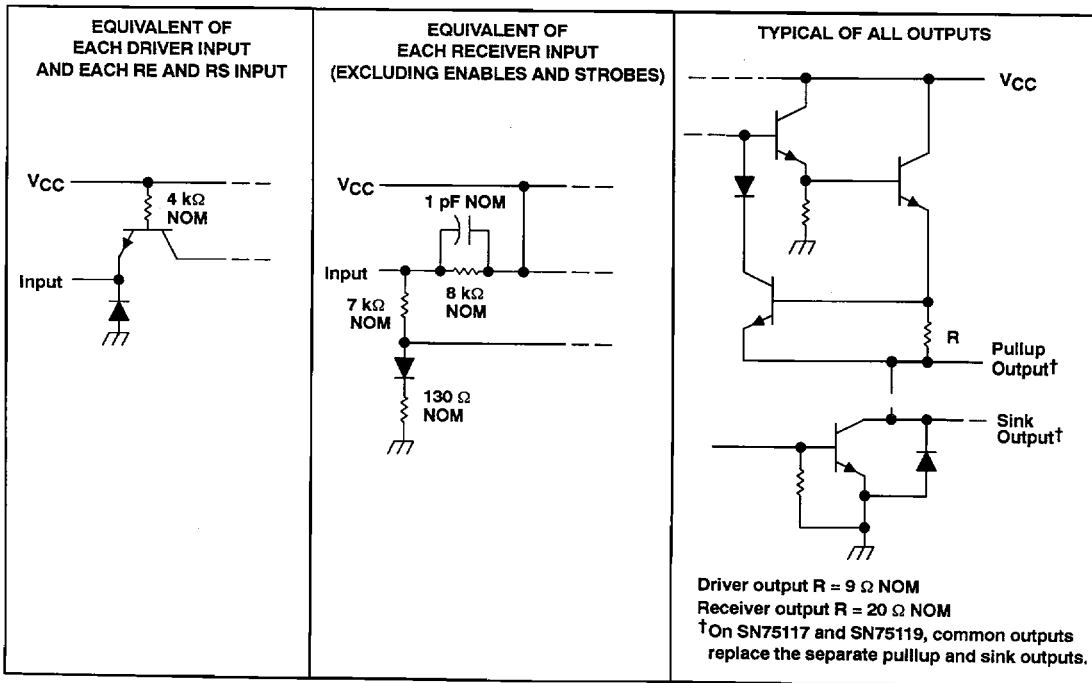 EQUIVALENT OF
EACH DRIVER INPUT
AND EACH RE AND RS INPUT
VCC
4 kΩ
NOM
Input
EQUIVALENT OF
EACH RECEIVER INPUT
(EXCLUDING ENABLES AND STROBES)
VCC
1 pF NOM
Input
8 kΩ
NOM
7 kΩ
NOM
130 Ω
NOM
TYPICAL OF ALL OUTPUTS
VCC
R
Pullup
Output†
Sink
Output†
Driver output R = 9 Ω NOM
Receiver output R = 20 Ω NOM
†On SN75117 and SN75119, common outputs
replace the separate pulllup and sink outputs.